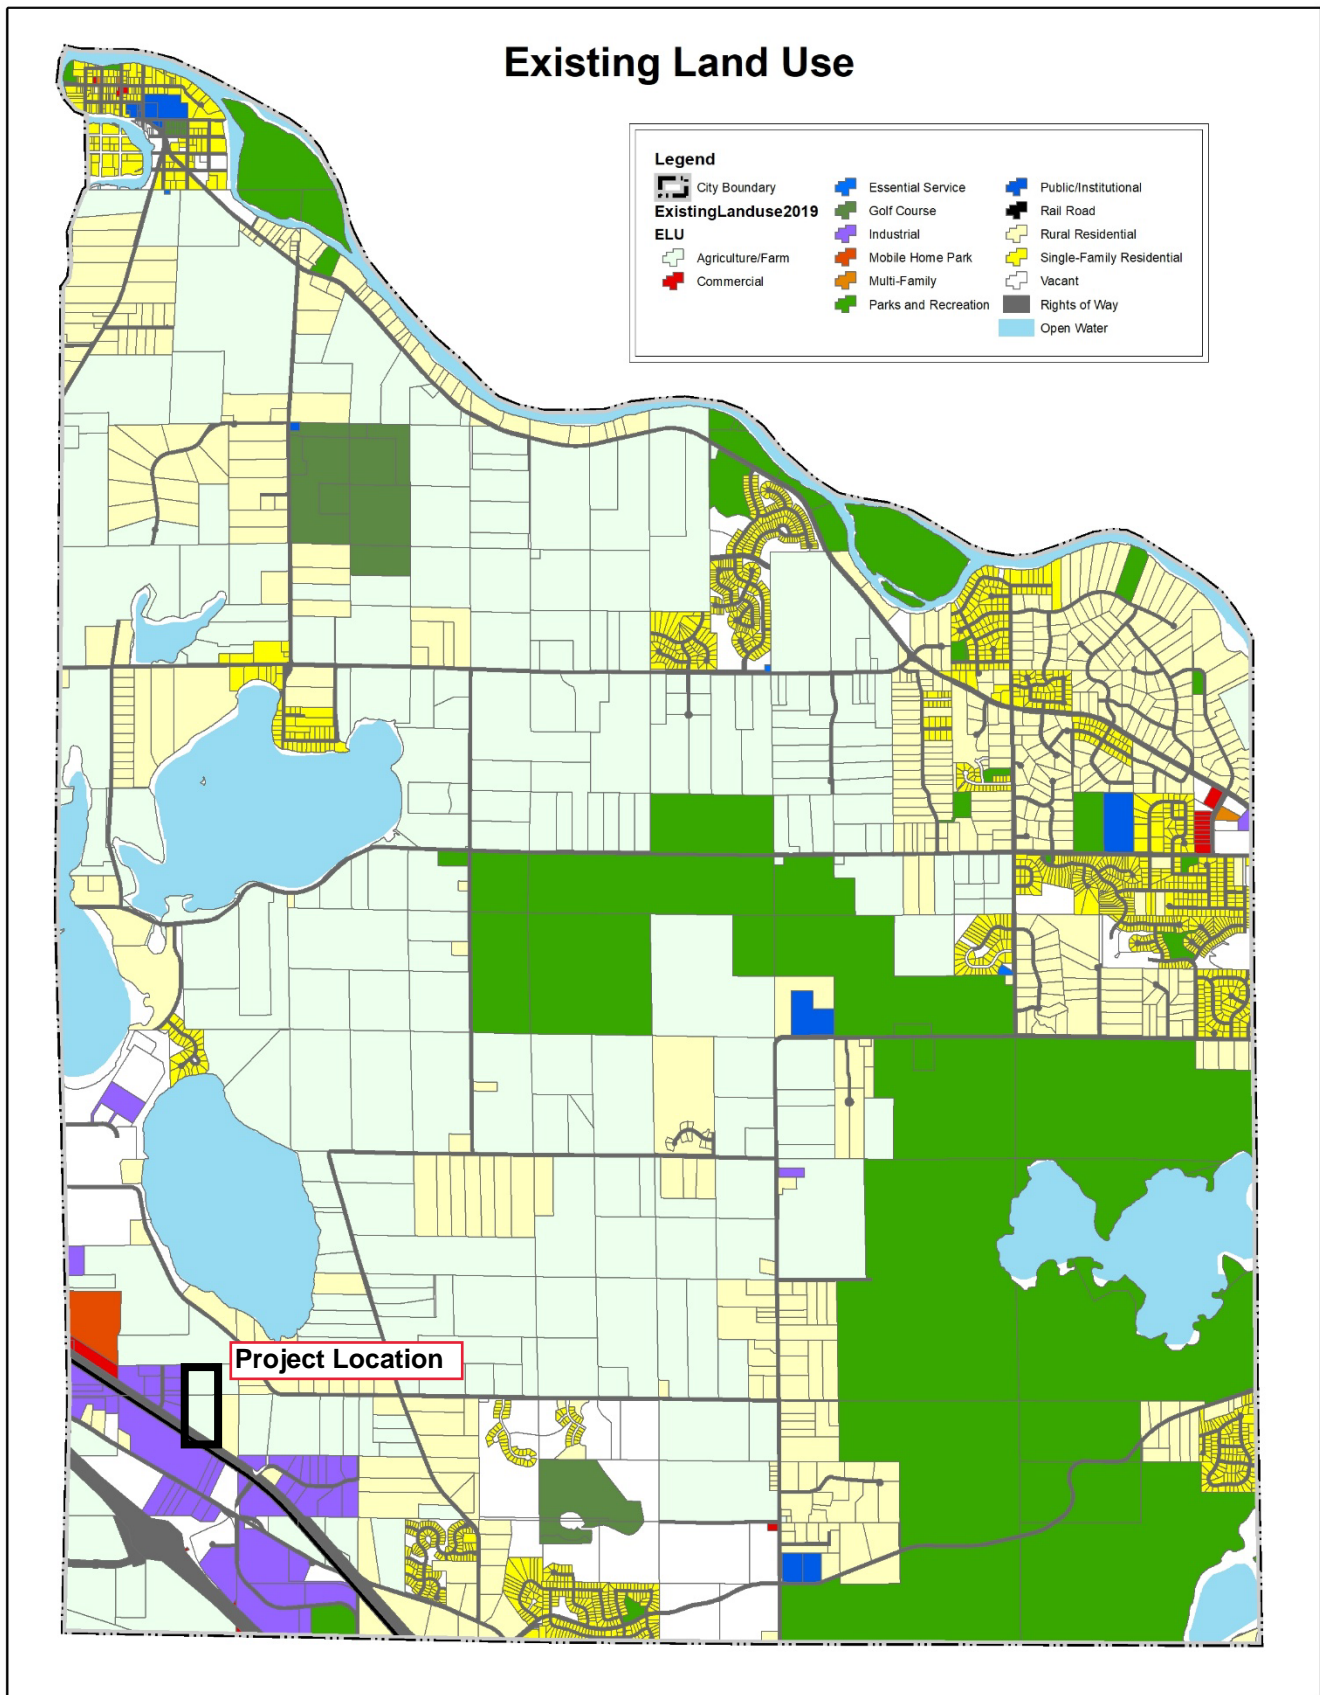 Existing Land Use
Legend
City Boundary
ExistingLanduse2019
ELU
Agriculture/Farm
Commercial
Essential Service
Golf Course
Industrial
Mobile Home Park
Multi-Family
Parks and Recreation
Public/Institutional
Rail Road
Rural Residential
Single-Family Residential
Vacant
Rights of Way
Open Water
Project Location